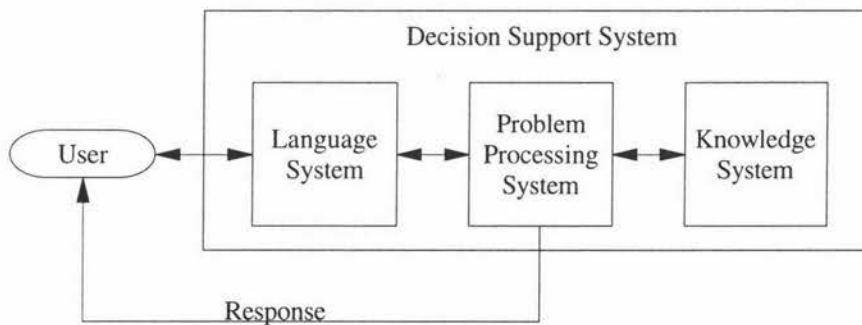 Decision Support System
User
Language
System
Problem
Processing
System
Knowledge
System
Response